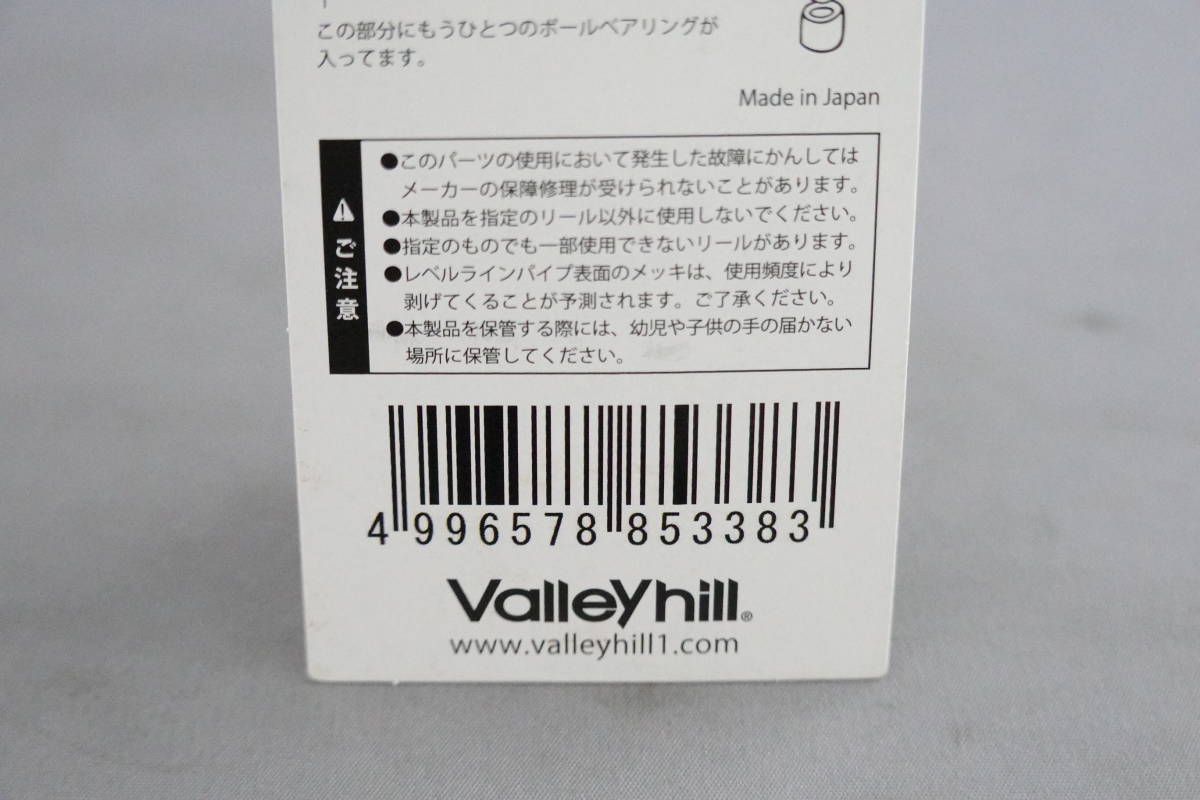 この部分にもうひとつのボールベアリングが
入ってます。
Made in Japan
⚠ご注意
●このパーツの使用において発生した故障にかんしては
メーカーの保障修理が受けられないことがあります。
●本製品を指定のリール以外に使用しないでください。
●指定のものでも一部使用できないリールがあります。
●レベルラインパイプ表面のメッキは、使用頻度により
剥げてくることが予測されます。ご了承ください。
●本製品を保管する際には、幼児や子供の手の届かない
場所に保管してください。
4 996578 853383
ValleyHill®
www.valleyhill1.com